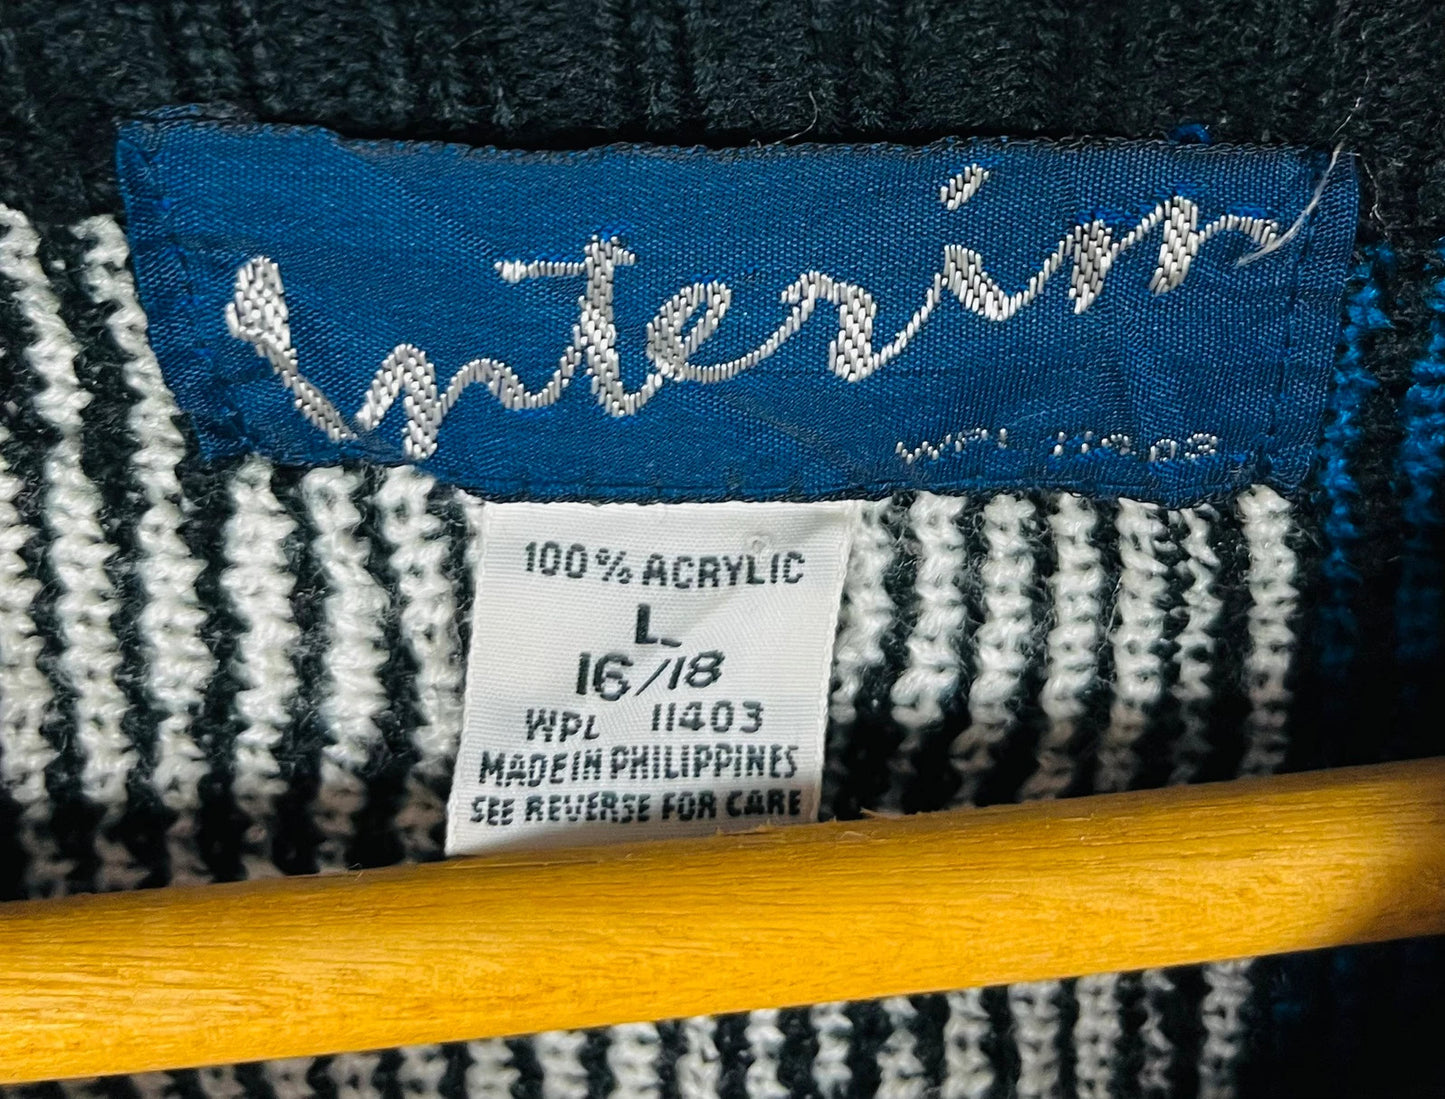 Interim
WPL 11403
100% ACRYLIC
L
16/18
WPL 11403
MADE IN PHILIPPINES
SEE REVERSE FOR CARE